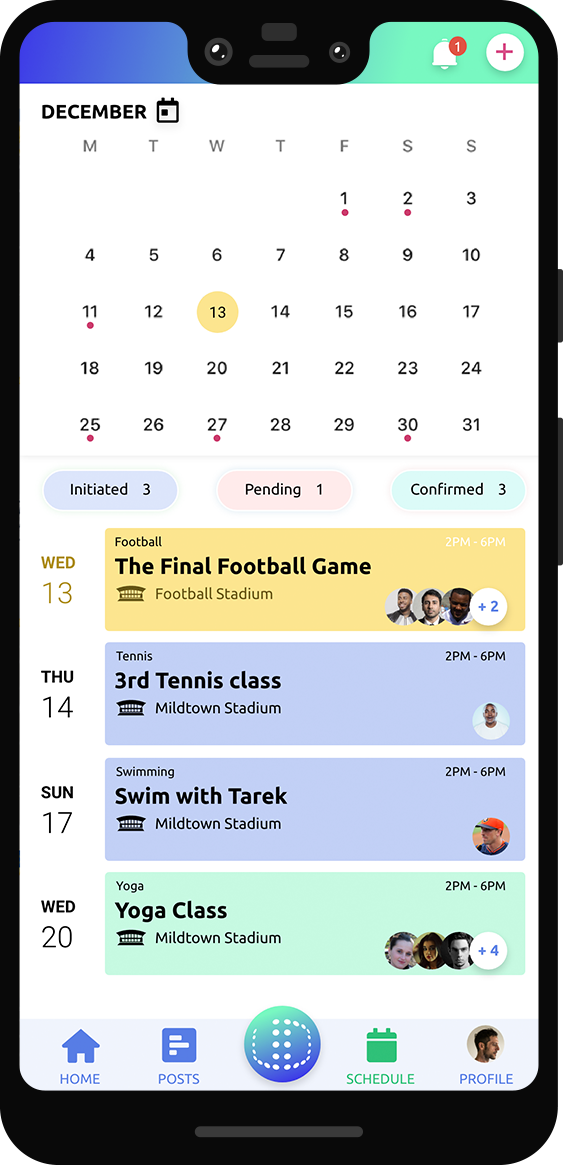 1
+
DECEMBER
M T W T F S S
1 2 3
4 5 6 7 8 9 10
11 12 13 14 15 16 17
18 19 20 21 22 23 24
25 26 27 28 29 30 31
Initiated 3 Pending 1 Confirmed 3
WED
13
Football 2PM - 6PM
The Final Football Game
Football Stadium
+ 2
THU
14
Tennis 2PM - 6PM
3rd Tennis class
Mildtown Stadium
SUN
17
Swimming 2PM - 6PM
Swim with Tarek
Mildtown Stadium
WED
20
Yoga 2PM - 6PM
Yoga Class
Mildtown Stadium
+ 4
HOME POSTS SCHEDULE PROFILE